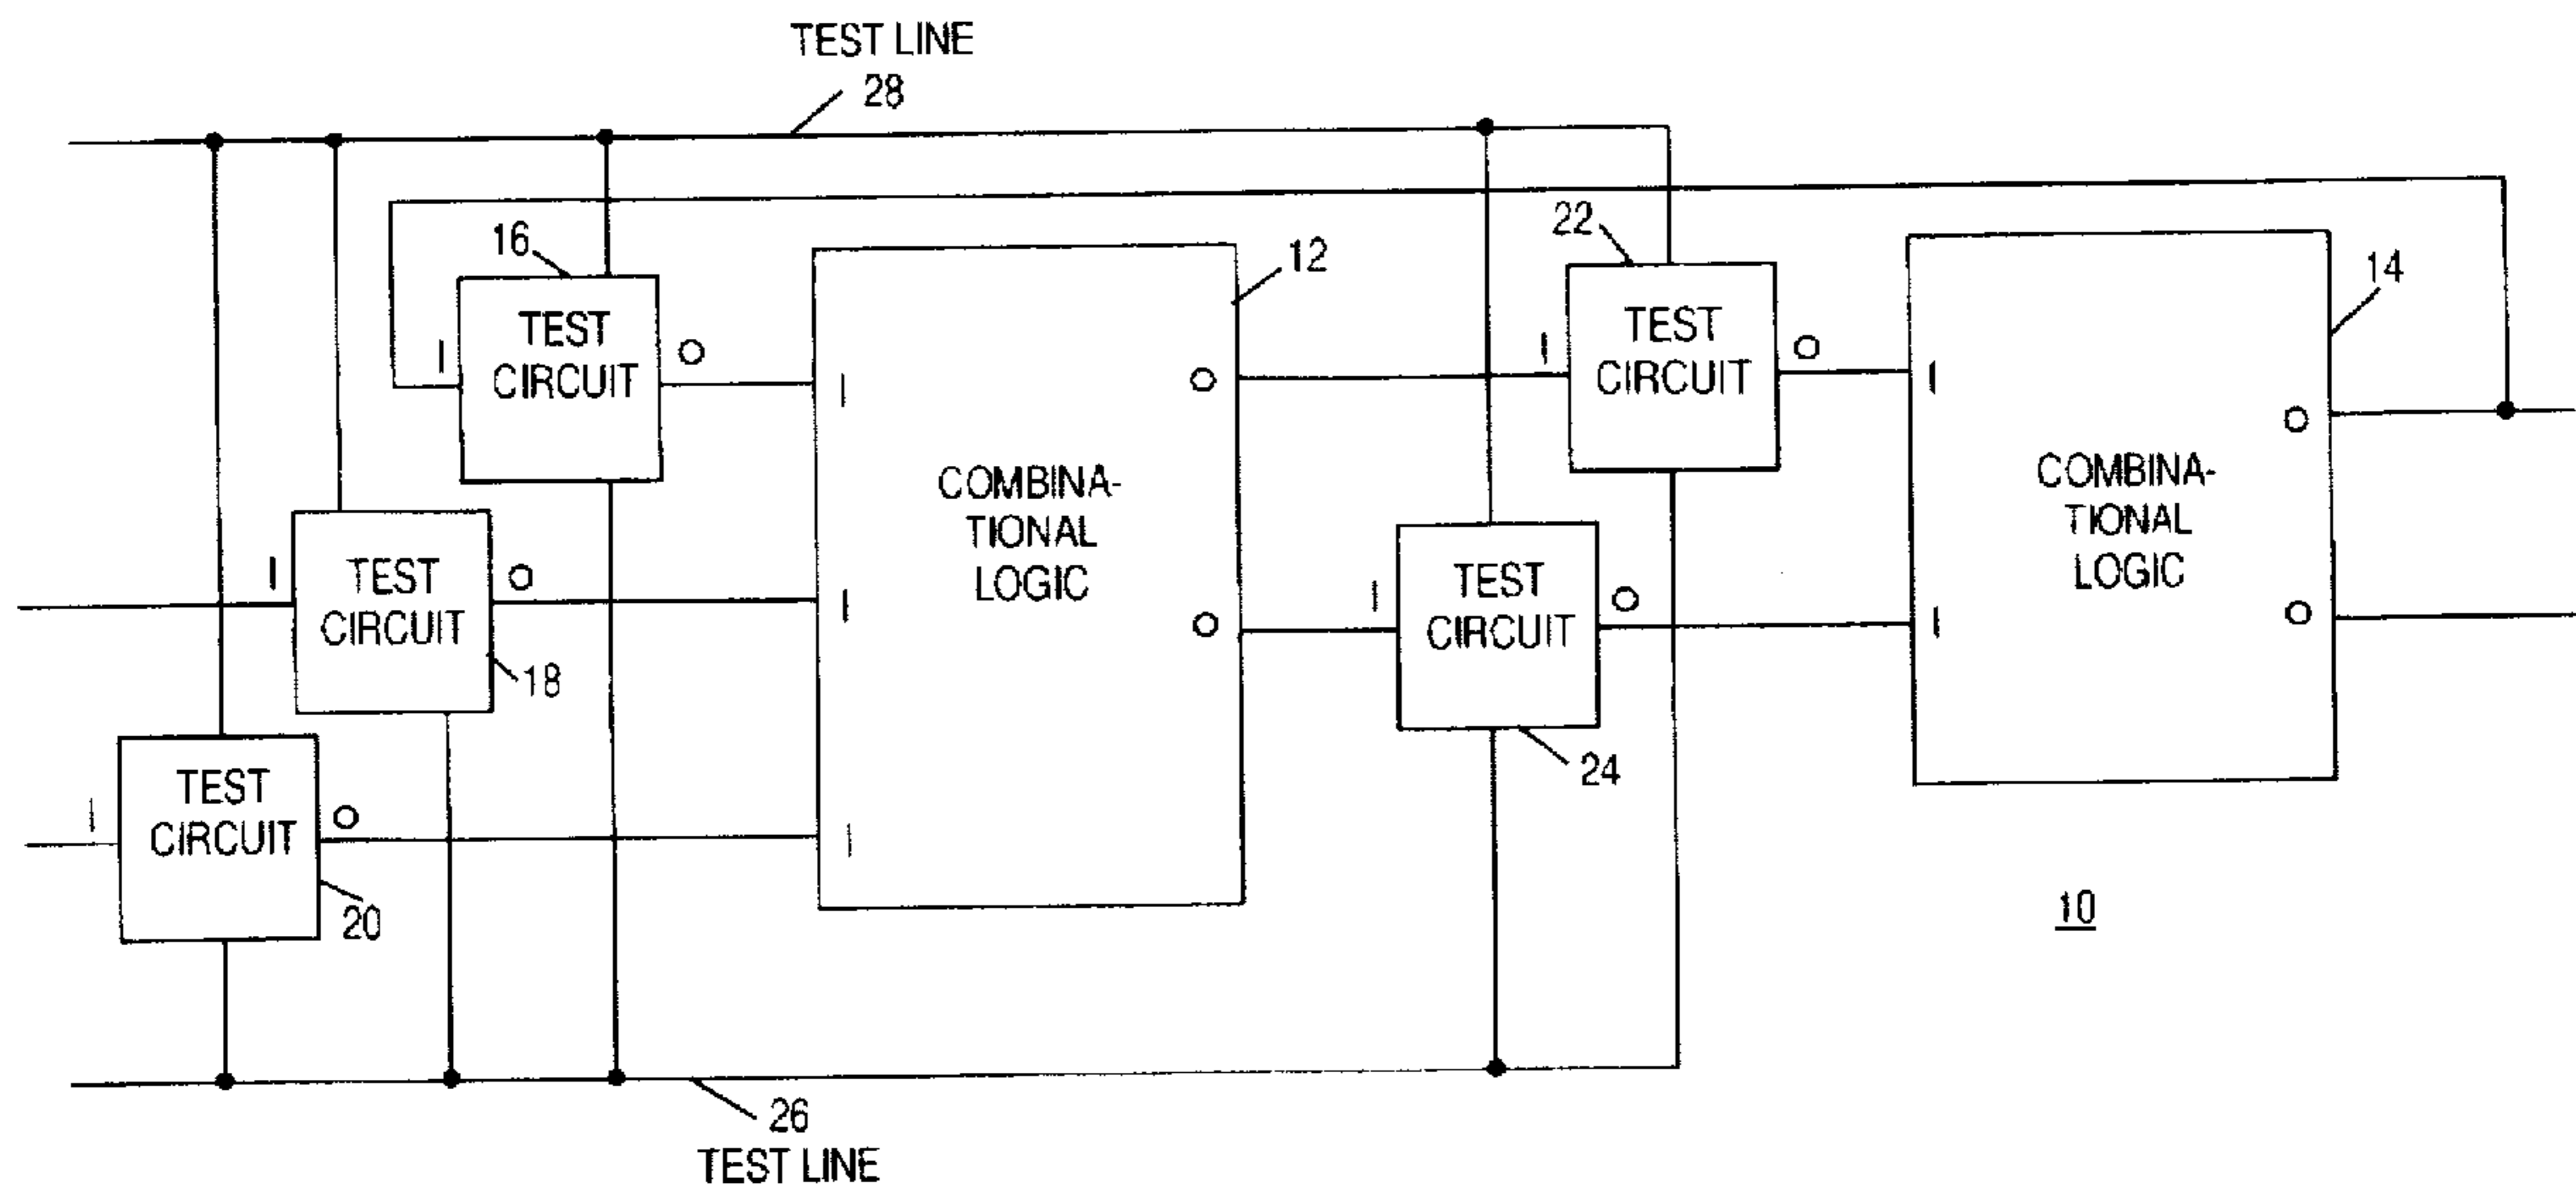 TEST LINE
28
16
22
12
14
TEST
CIRCUIT
I
O
I
O
TEST
CIRCUIT
I
O
I
O
COMBINA-
TIONAL
LOGIC
COMBINA-
TIONAL
LOGIC
TEST
CIRCUIT
I
O
I
18
O
TEST
CIRCUIT
I
O
I
O
24
TEST
CIRCUIT
I
O
I
20
10
26
TEST LINE